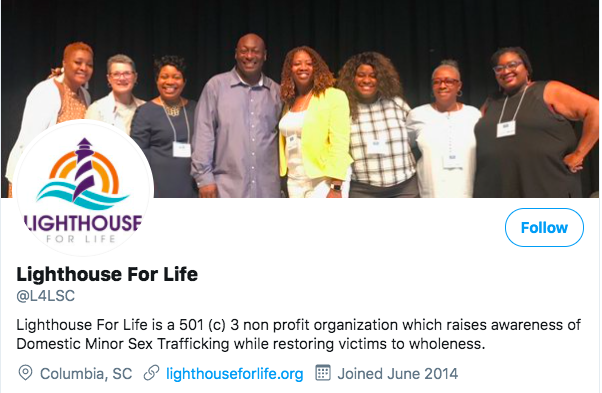 LIGHTHOUSE
FOR LIFE
Follow
Lighthouse For Life
@L4LSC
Lighthouse For Life is a 501 (c) 3 non profit organization which raises awareness of
Domestic Minor Sex Trafficking while restoring victims to wholeness.
Columbia, SC lighthouseforlife.org Joined June 2014